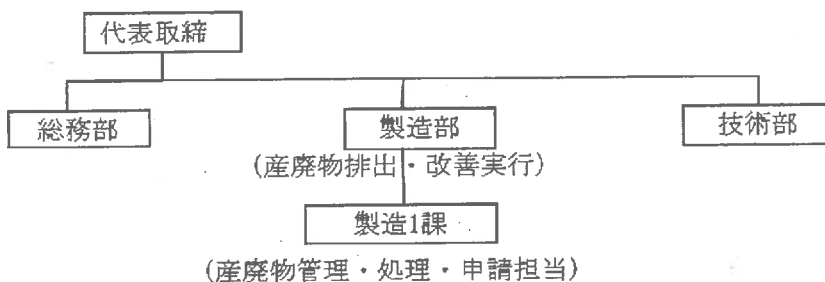 代表取締
総務部
製造部
技術部
(産廃物排出・改善実行)
製造1課
(産廃物管理・処理・申請担当)